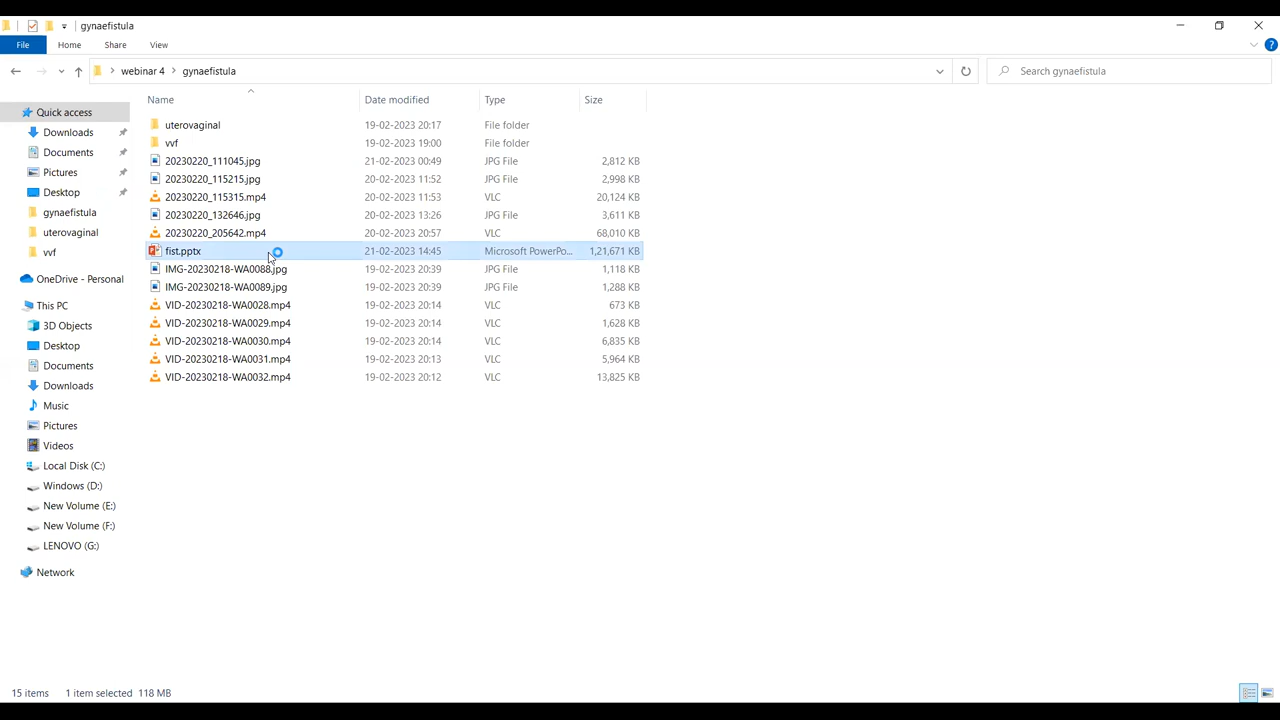 gynaefistula
File Home Share View
webinar 4 gynaefistula Search gynaefistula
Name Date modified Type Size
Quick access
Downloads
Documents
Pictures
Desktop
gynaefistula
uterovaginal
vvf
OneDrive - Personal
This PC
3D Objects
Desktop
Documents
Downloads
Music
Pictures
Videos
Local Disk (C:)
Windows (D:)
New Volume (E:)
New Volume (F:)
LENOVO (G:)
Network
uterovaginal 19-02-2023 20:17 File folder
vvf 19-02-2023 19:00 File folder
20230220_111045.jpg 21-02-2023 00:49 JPG File 2,812 KB
20230220_115215.jpg 20-02-2023 11:52 JPG File 2,998 KB
20230220_115315.mp4 20-02-2023 11:53 VLC 20,124 KB
20230220_132646.jpg 20-02-2023 13:26 JPG File 3,611 KB
20230220_205642.mp4 20-02-2023 20:57 VLC 68,010 KB
fist.pptx 21-02-2023 14:45 Microsoft PowerPo... 1,21,671 KB
IMG-20230218-WA0088.jpg 19-02-2023 20:39 JPG File 1,118 KB
IMG-20230218-WA0089.jpg 19-02-2023 20:39 JPG File 1,288 KB
VID-20230218-WA0028.mp4 19-02-2023 20:14 VLC 673 KB
VID-20230218-WA0029.mp4 19-02-2023 20:14 VLC 1,628 KB
VID-20230218-WA0030.mp4 19-02-2023 20:14 VLC 6,835 KB
VID-20230218-WA0031.mp4 19-02-2023 20:13 VLC 5,964 KB
VID-20230218-WA0032.mp4 19-02-2023 20:12 VLC 13,825 KB
15 items 1 item selected 118 MB